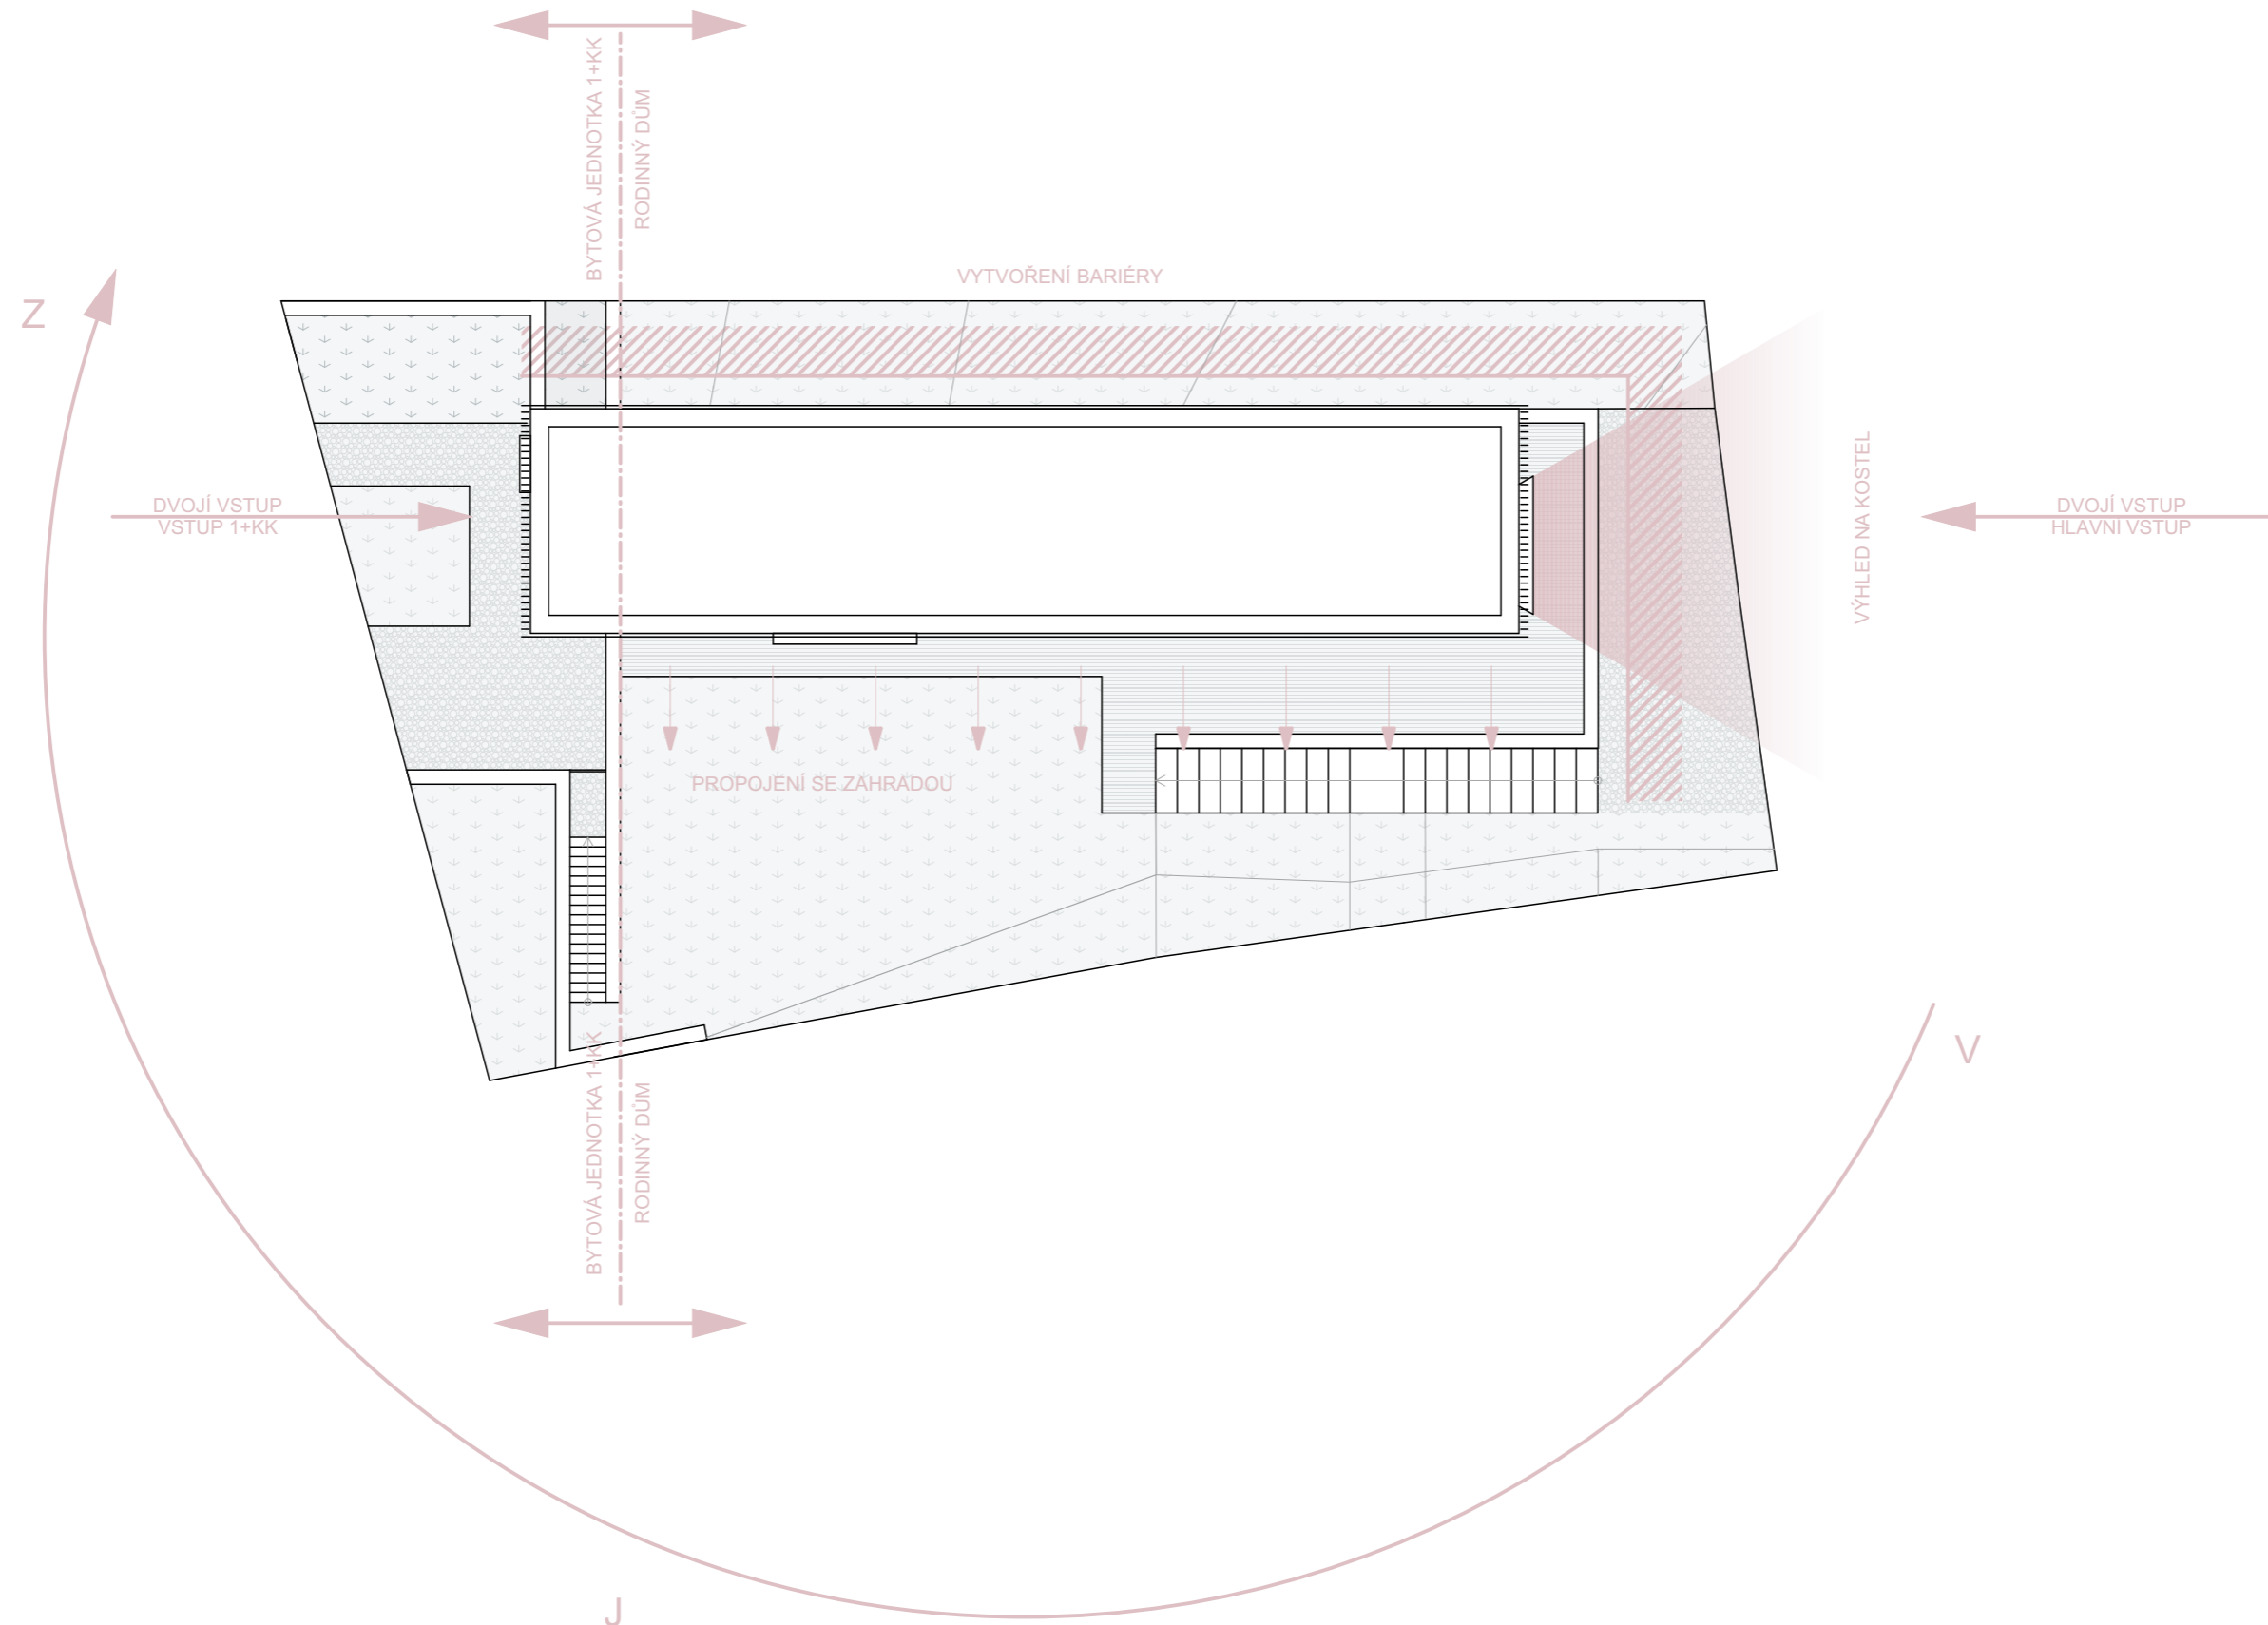 BYTOVÁ JEDNOTKA 1+KK
RODINNÝ DŮM
VYTVOŘENÍ BARIÉRY
Z
DVOJÍ VSTUP
VSTUP 1+KK
VÝHLED NA KOSTEL
DVOJÍ VSTUP
HLAVNÍ VSTUP
PROPOJENÍ SE ZAHRADOU
BYTOVÁ JEDNOTKA 1+KK
RODINNÝ DŮM
V
J